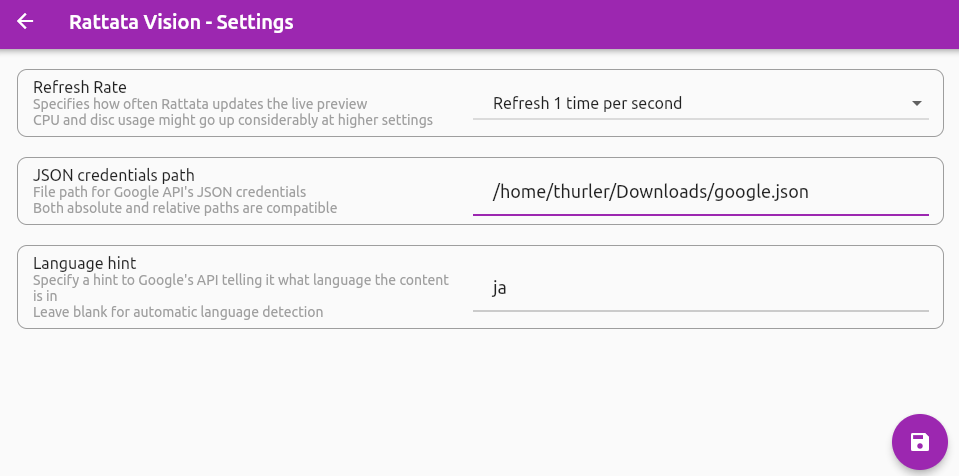 Rattata Vision - Settings
Refresh Rate
Specifies how often Rattata updates the live preview
CPU and disc usage might go up considerably at higher settings
Refresh 1 time per second
JSON credentials path
File path for Google API's JSON credentials
Both absolute and relative paths are compatible
/home/thurler/Downloads/google.json
Language hint
Specify a hint to Google's API telling it what language the content
is in
Leave blank for automatic language detection
ja